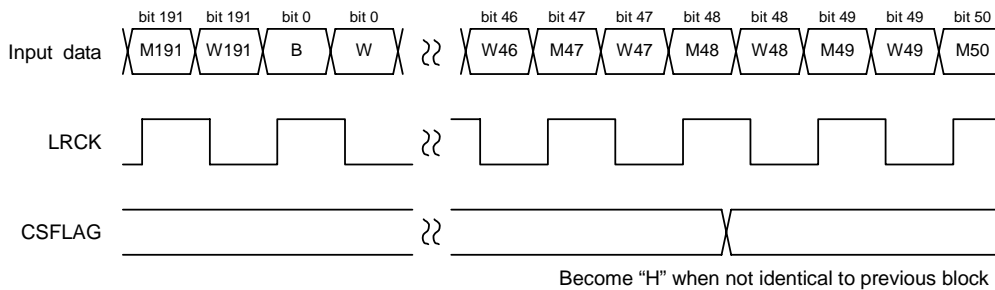 bit 191 bit 191 bit 0 bit 0 bit 46 bit 47 bit 47 bit 48 bit 48 bit 49 bit 49 bit 50
Input data M191 W191 B W W46 M47 W47 M48 W48 M49 W49 M50
LRCK
CSFLAG
Become “H” when not identical to previous block